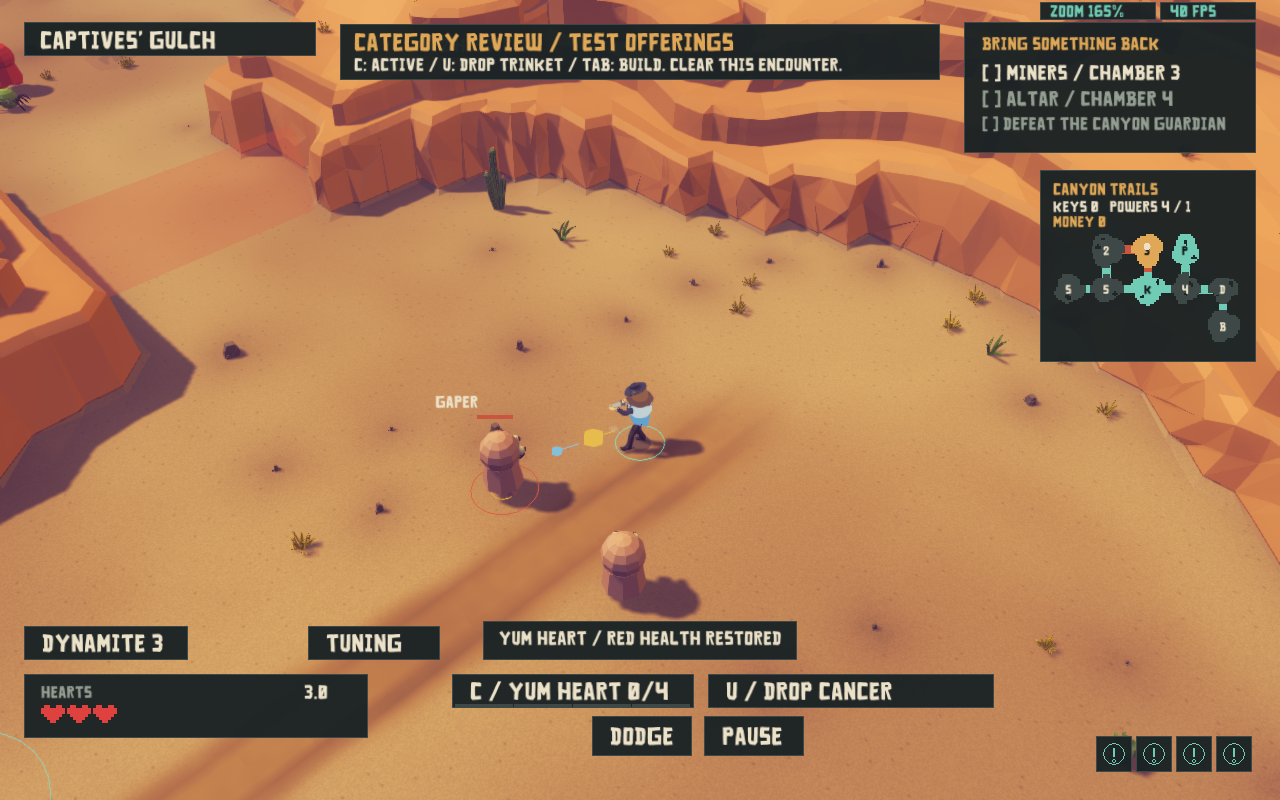 ZOOM 165%
40 FPS
CAPTIVES' GULCH
CATEGORY REVIEW / TEST OFFERINGS
C: ACTIVE / U: DROP TRINKET / TAB: BUILD. CLEAR THIS ENCOUNTER.
BRING SOMETHING BACK
[ ] MINERS / CHAMBER 3
[ ] ALTAR / CHAMBER 4
[ ] DEFEAT THE CANYON GUARDIAN
CANYON TRAILS
KEYS 0 POWERS 4 / 1
MONEY 0
2 P
5 5 K 4 D
B
GAPER
DYNAMITE 3
TUNING
YUM HEART / RED HEALTH RESTORED
HEARTS 3.0
C / YUM HEART 0/4
U / DROP CANCER
DODGE
PAUSE
! ! ! !